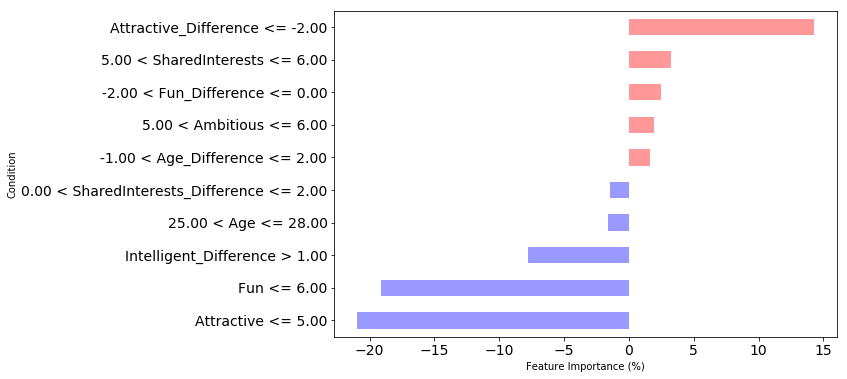 Attractive_Difference <= -2.00
5.00 < SharedInterests <= 6.00
-2.00 < Fun_Difference <= 0.00
5.00 < Ambitious <= 6.00
-1.00 < Age_Difference <= 2.00
0.00 < SharedInterests_Difference <= 2.00
25.00 < Age <= 28.00
Intelligent_Difference > 1.00
Fun <= 6.00
Attractive <= 5.00
Condition
−20 −15 −10 −5 0 5 10 15
Feature Importance (%)